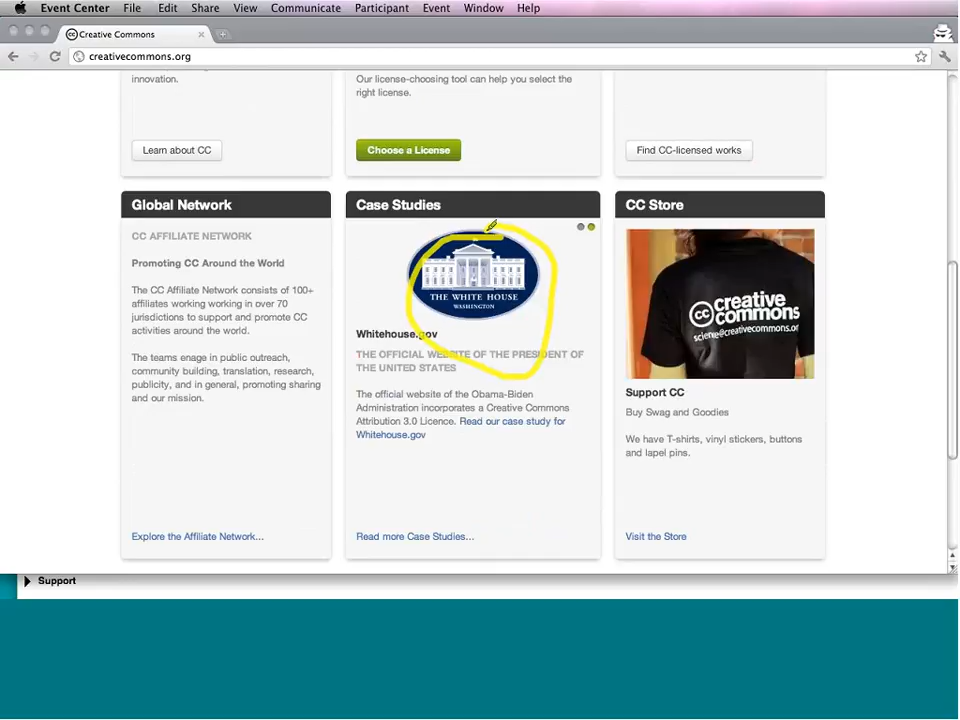 Event Center File Edit Share View Communicate Participant Event Window Help
Creative Commons
creativecommons.org
innovation.
Learn about CC
Our license-choosing tool can help you select the
right license.
Choose a License
Find CC-licensed works
Global Network
CC AFFILIATE NETWORK
Promoting CC Around the World
The CC Affiliate Network consists of 100+
affiliates working working in over 70
jurisdictions to support and promote CC
activities around the world.
The teams enage in public outreach,
community building, translation, research,
publicity, and in general, promoting sharing
and our mission.
Explore the Affiliate Network...
Case Studies
THE WHITE HOUSE
WASHINGTON
Whitehouse.gov
THE OFFICIAL WEBSITE OF THE PRESIDENT OF
THE UNITED STATES
The official website of the Obama-Biden
Administration incorporates a Creative Commons
Attribution 3.0 Licence. Read our case study for
Whitehouse.gov
Read more Case Studies...
CC Store
cc creative
commons
science@creativecommons.or
Support CC
Buy Swag and Goodies
We have T-shirts, vinyl stickers, buttons
and lapel pins.
Visit the Store
Support